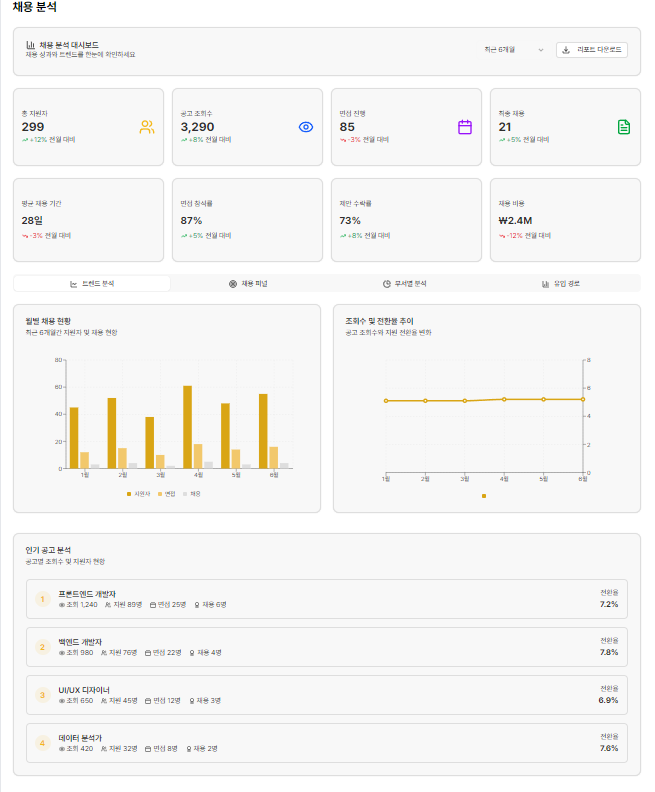 채용 분석
채용 분석 대시보드
채용 성과와 트렌드를 한눈에 확인하세요
최근 6개월
리포트 다운로드
총 지원자
299
+12% 전월 대비
공고 조회수
3,290
+8% 전월 대비
면접 진행
85
-3% 전월 대비
최종 채용
21
+5% 전월 대비
평균 채용 기간
28일
-3% 전월 대비
면접 참석률
87%
+5% 전월 대비
제안 수락률
73%
+8% 전월 대비
채용 비용
₩2.4M
-12% 전월 대비
트렌드 분석
채용 퍼널
부서별 분석
유입 경로
월별 채용 현황
최근 6개월간 지원자 및 채용 현황
80
60
40
20
0
1월 2월 3월 4월 5월 6월
지원자 면접 채용
조회수 및 전환율 추이
공고 조회수와 지원 전환율 변화
8
6
4
2
0
1월 2월 3월 4월 5월 6월
인기 공고 분석
공고별 조회수 및 지원자 현황
1
프론트엔드 개발자
조회 1,240 지원 89명 면접 25명 채용 6명
전환율
7.2%
2
백엔드 개발자
조회 980 지원 76명 면접 22명 채용 4명
전환율
7.8%
3
UI/UX 디자이너
조회 650 지원 45명 면접 12명 채용 3명
전환율
6.9%
4
데이터 분석가
조회 420 지원 32명 면접 8명 채용 2명
전환율
7.6%